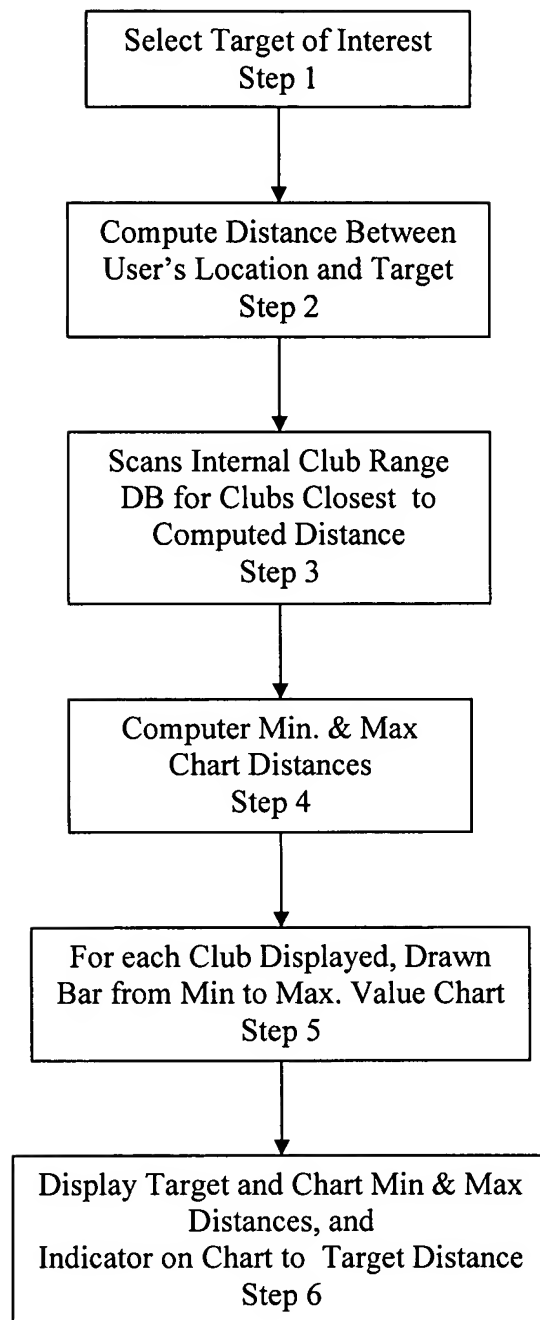 Select Target of Interest
Step 1
Compute Distance Between
User's Location and Target
Step 2
Scans Internal Club Range
DB for Clubs Closest to
Computed Distance
Step 3
Computer Min. & Max
Chart Distances
Step 4
For each Club Displayed, Drawn
Bar from Min to Max. Value Chart
Step 5
Display Target and Chart Min & Max
Distances, and
Indicator on Chart to Target Distance
Step 6